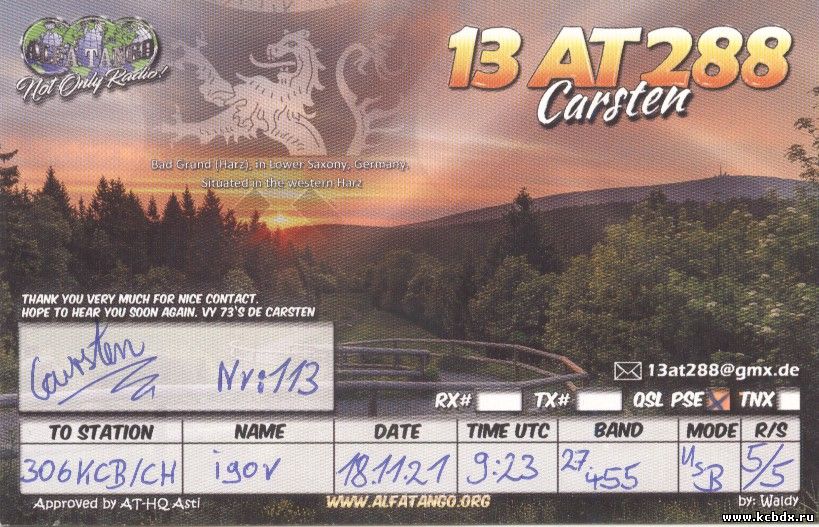 ALFA TANGO
Not Only Radio!
13 AT 288
Carsten
Bad Grund (Harz), in Lower Saxony, Germany.
Situated in the western Harz
THANK YOU VERY MUCH FOR NICE CONTACT.
HOPE TO HEAR YOU SOON AGAIN. VY 73'S DE CARSTEN
Carsten Nr:113
13at288@gmx.de
RX# TX# QSL PSE X TNX
TO STATION NAME DATE TIME UTC BAND MODE R/S
306KCB/CH igor 18.11.21 9:23 27.455 USB 5/5
Approved by AT-HQ Asti WWW.ALFATANGO.ORG by: Waldy
www.kcbdx.ru